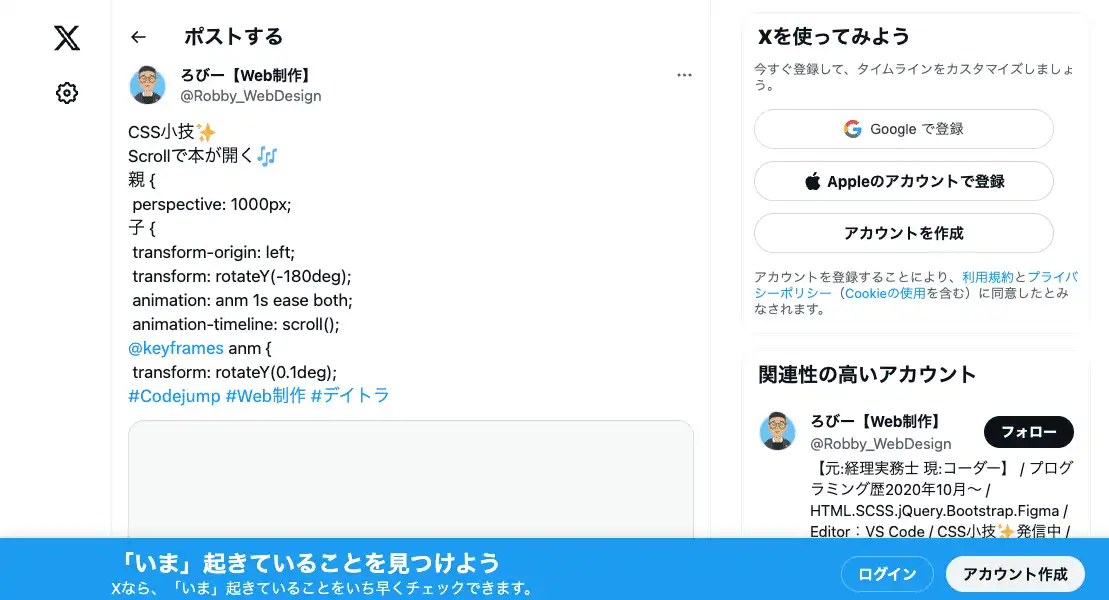 ポストする
ろびー【Web制作】
@Robby_WebDesign
CSS小技✨
Scrollで本が開く🎶
親 {
perspective: 1000px;
子 {
transform-origin: left;
transform: rotateY(-180deg);
animation: anm 1s ease both;
animation-timeline: scroll();
@keyframes anm {
transform: rotateY(0.1deg);
#Codejump #Web制作 #デイトラ
Xを使ってみよう
今すぐ登録して、タイムラインをカスタマイズしましょ
う。
Google で登録
Appleのアカウントで登録
アカウントを作成
アカウントを登録することにより、利用規約とプライバ
シーポリシー（Cookieの使用を含む）に同意したとみ
なされます。
関連性の高いアカウント
ろびー【Web制作】
@Robby_WebDesign
フォロー
【元:経理実務士 現:コーダー】 / プログ
ラミング歴2020年10月〜 /
HTML.SCSS.jQuery.Bootstrap.Figma /
Editor：VS Code / CSS小技✨発信中 /
「いま」起きていることを見つけよう
Xなら、「いま」起きていることをいち早くチェックできます。
ログイン
アカウント作成